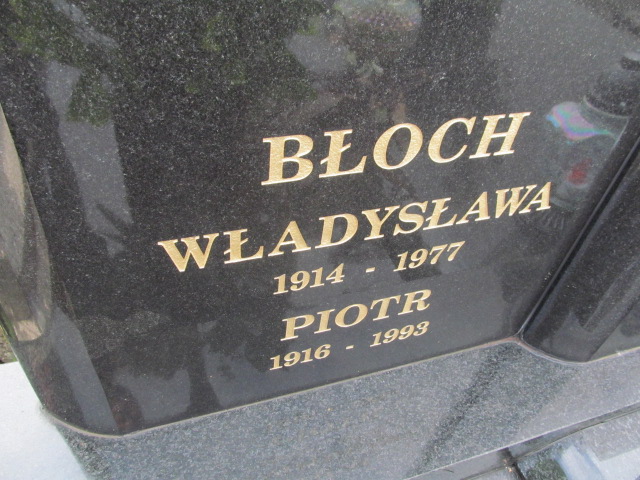 BŁOCH
WŁADYSŁAWA
1914 - 1977
PIOTR
1916 - 1993